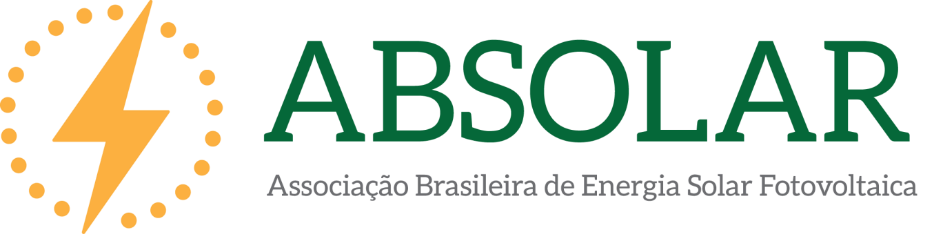 ABSOLAR
Associação Brasileira de Energia Solar Fotovoltaica